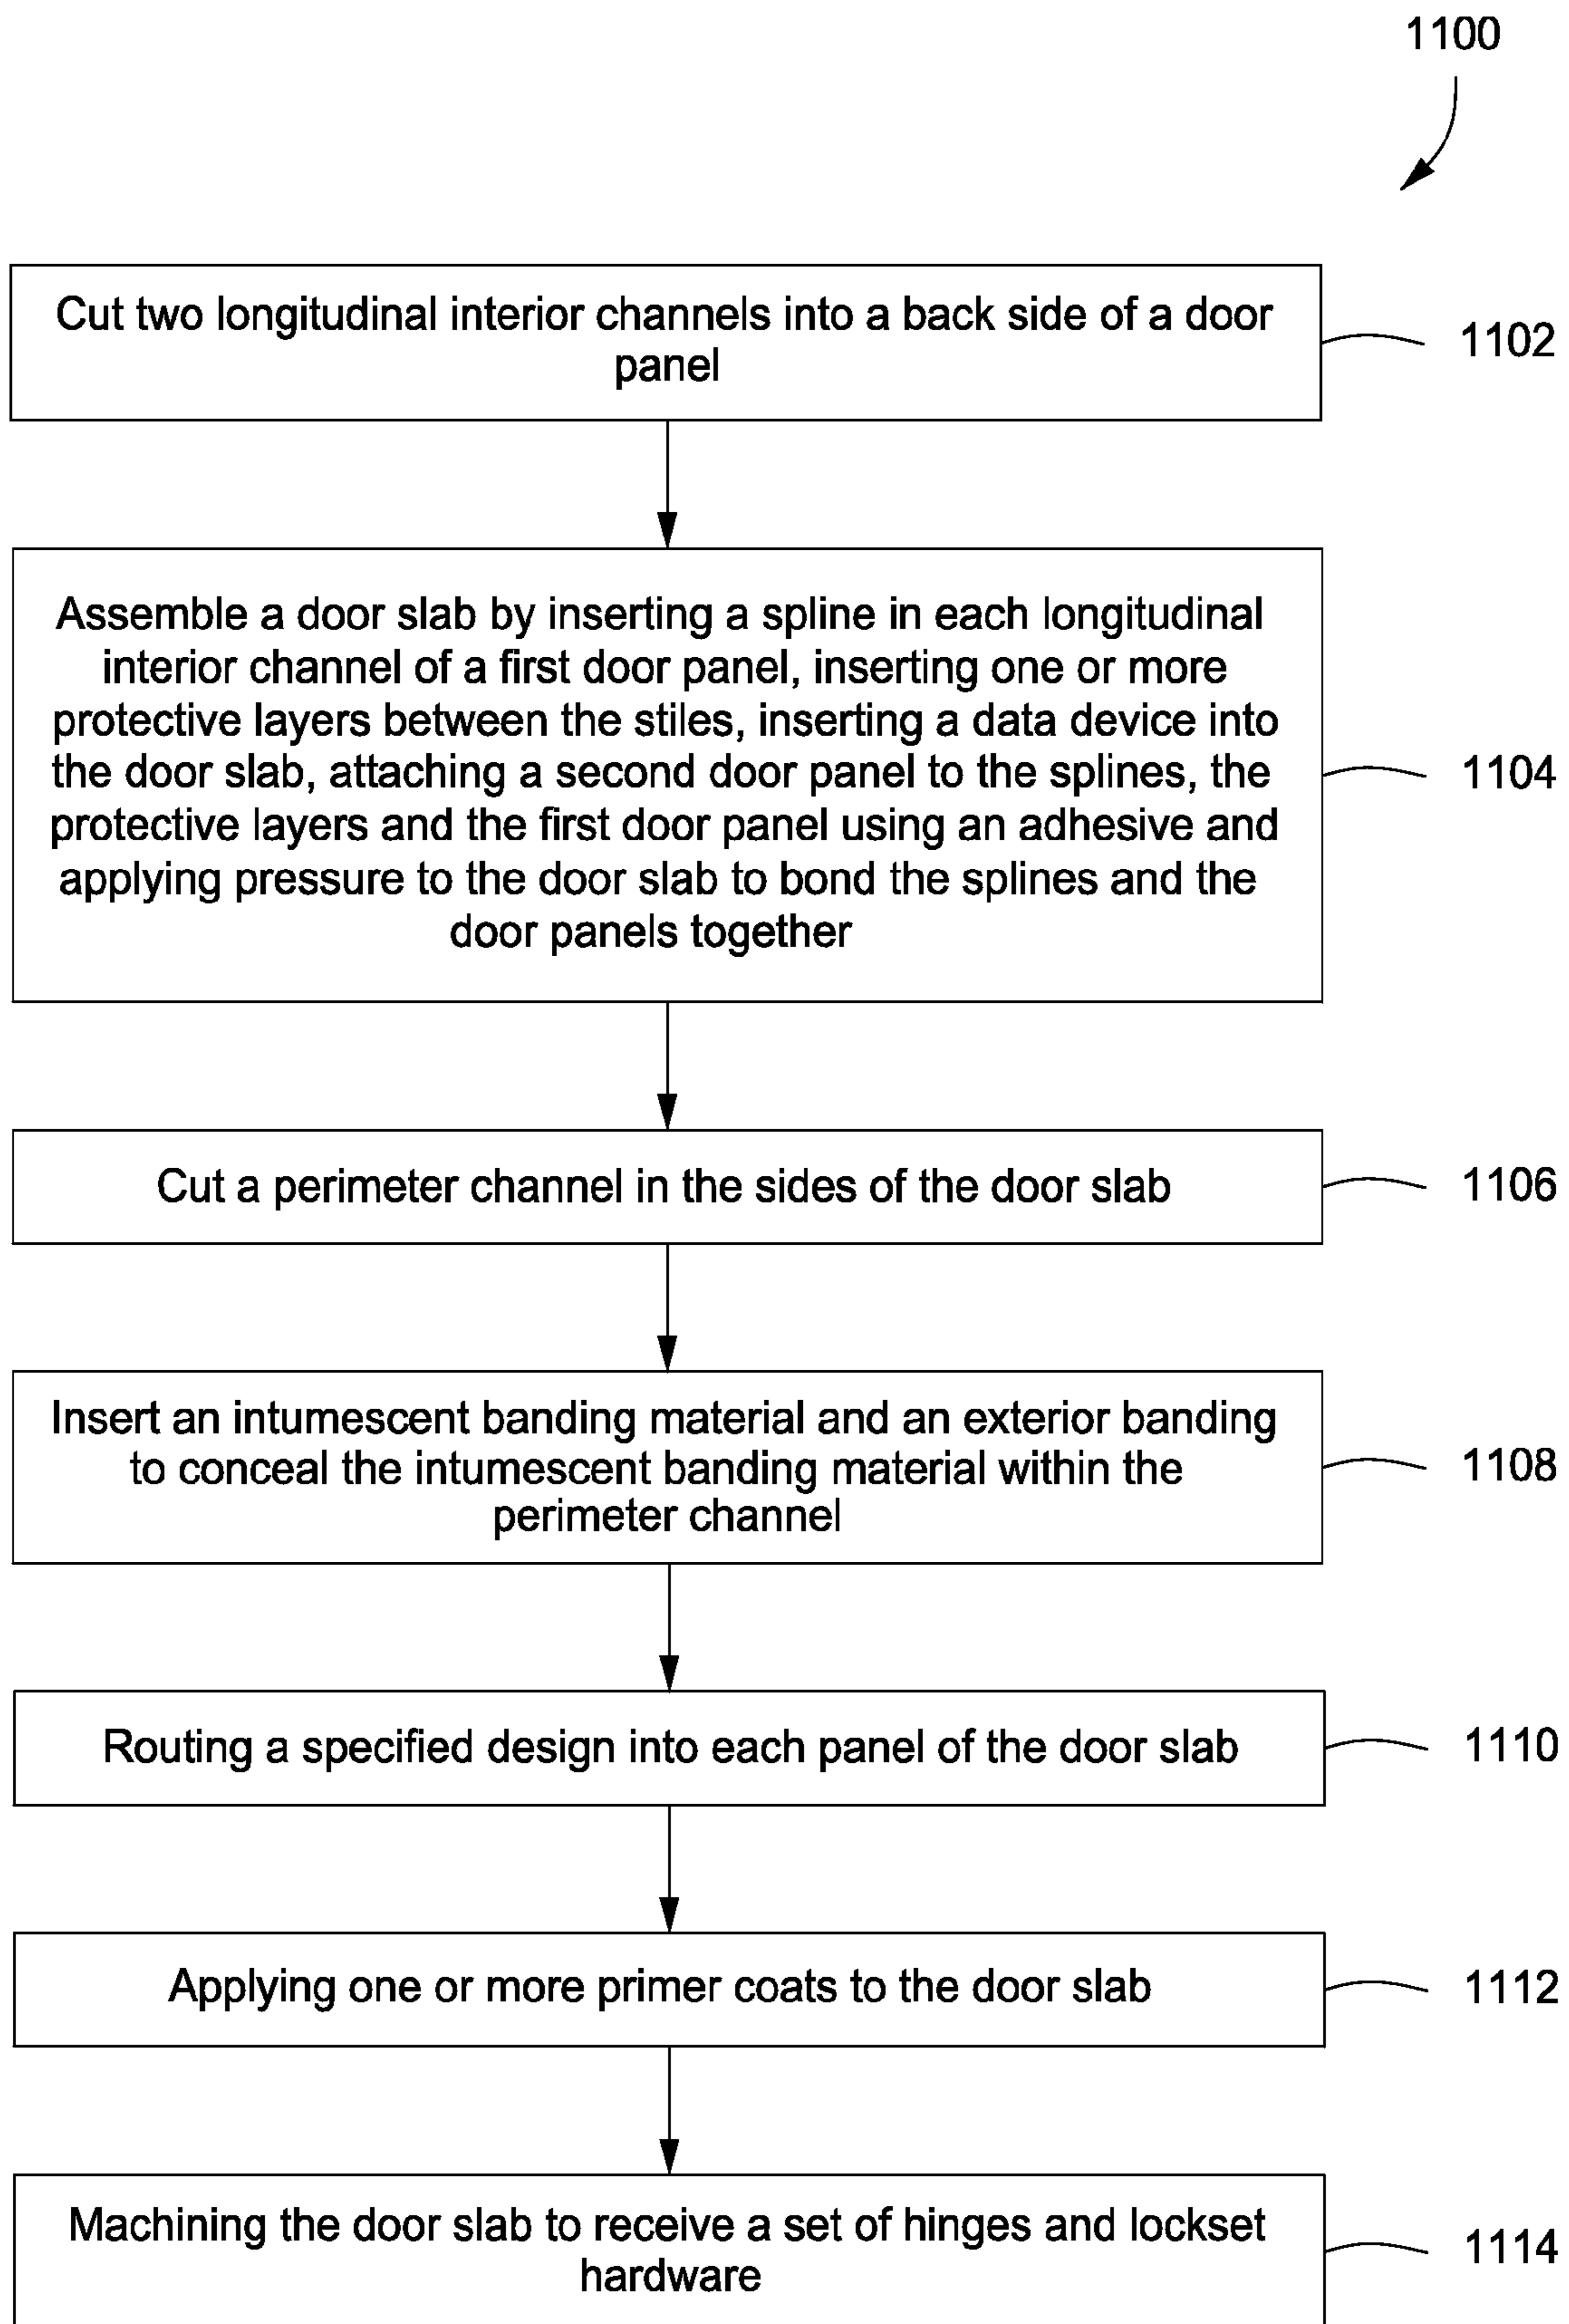 1100
Cut two longitudinal interior channels into a back side of a door
panel
1102
Assemble a door slab by inserting a spline in each longitudinal
interior channel of a first door panel, inserting one or more
protective layers between the stiles, inserting a data device into
the door slab, attaching a second door panel to the splines, the
protective layers and the first door panel using an adhesive and
applying pressure to the door slab to bond the splines and the
door panels together
1104
Cut a perimeter channel in the sides of the door slab
1106
Insert an intumescent banding material and an exterior banding
to conceal the intumescent banding material within the
perimeter channel
1108
Routing a specified design into each panel of the door slab
1110
Applying one or more primer coats to the door slab
1112
Machining the door slab to receive a set of hinges and lockset
hardware
1114